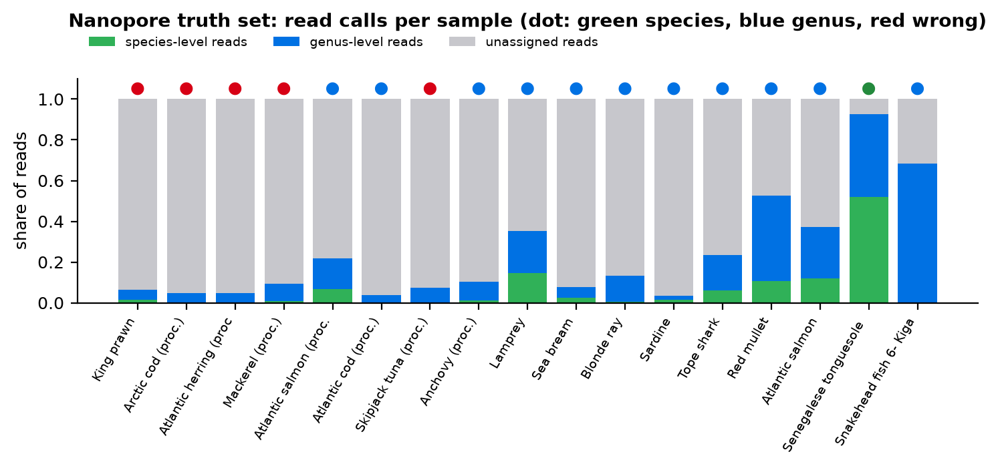 Nanopore truth set: read calls per sample (dot: green species, blue genus, red wrong)
species-level reads
genus-level reads
unassigned reads
share of reads
1.0
0.8
0.6
0.4
0.2
0.0
King prawn
Arctic cod (proc.)
Atlantic herring (proc
Mackerel (proc.)
Atlantic salmon (proc.
Atlantic cod (proc.)
Skipjack tuna (proc.)
Anchovy (proc.)
Lamprey
Sea bream
Blonde ray
Sardine
Tope shark
Red mullet
Atlantic salmon
Senegalese tonguesole
Snakehead fish 6- Kiga